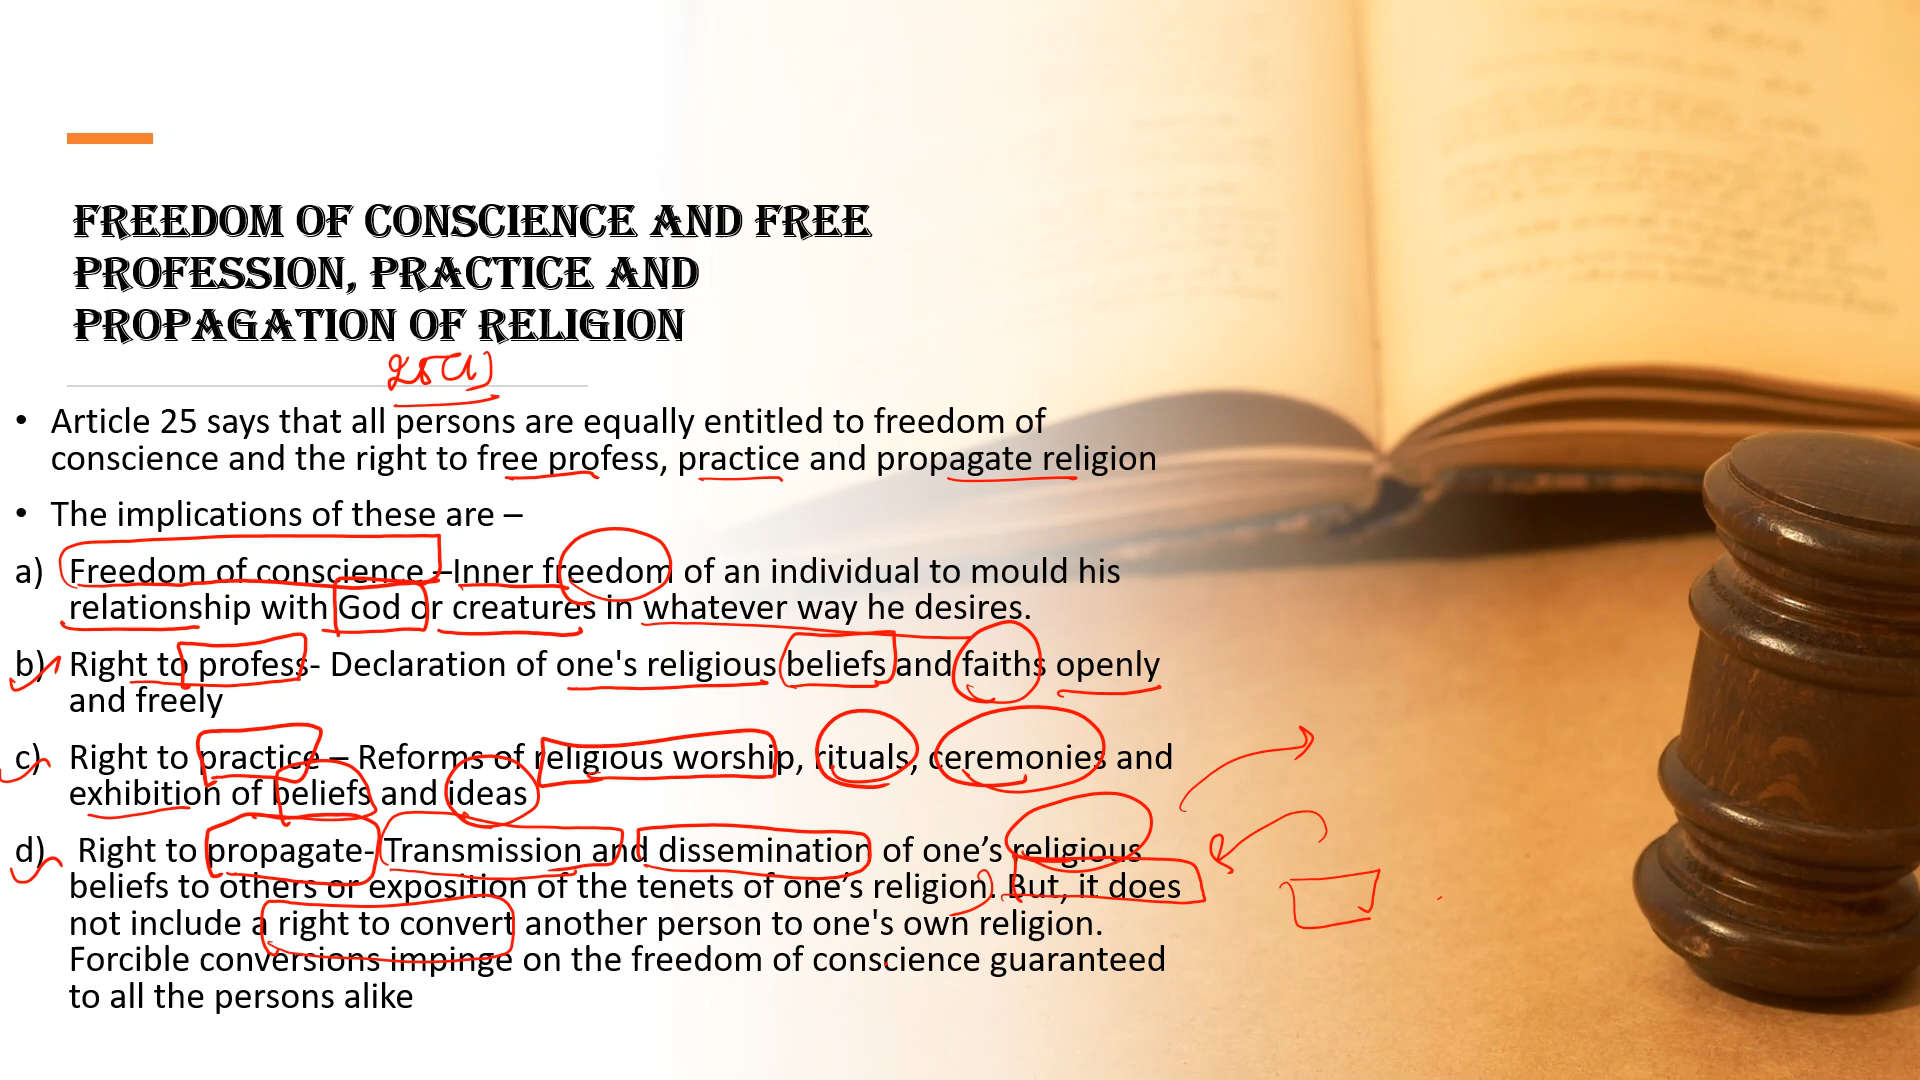 FREEDOM OF CONSCIENCE AND FREE
PROFESSION, PRACTICE AND
PROPAGATION OF RELIGION
25(1)
• Article 25 says that all persons are equally entitled to freedom of
conscience and the right to free profess, practice and propagate religion
• The implications of these are –
a) Freedom of conscience –Inner freedom of an individual to mould his
relationship with God or creatures in whatever way he desires.
b) Right to profess- Declaration of one's religious beliefs and faiths openly
and freely
c) Right to practice – Reforms of religious worship, rituals, ceremonies and
exhibition of beliefs and ideas
d) Right to propagate- Transmission and dissemination of one’s religious
beliefs to others or exposition of the tenets of one’s religion. But, it does
not include a right to convert another person to one's own religion.
Forcible conversions impinge on the freedom of conscience guaranteed
to all the persons alike